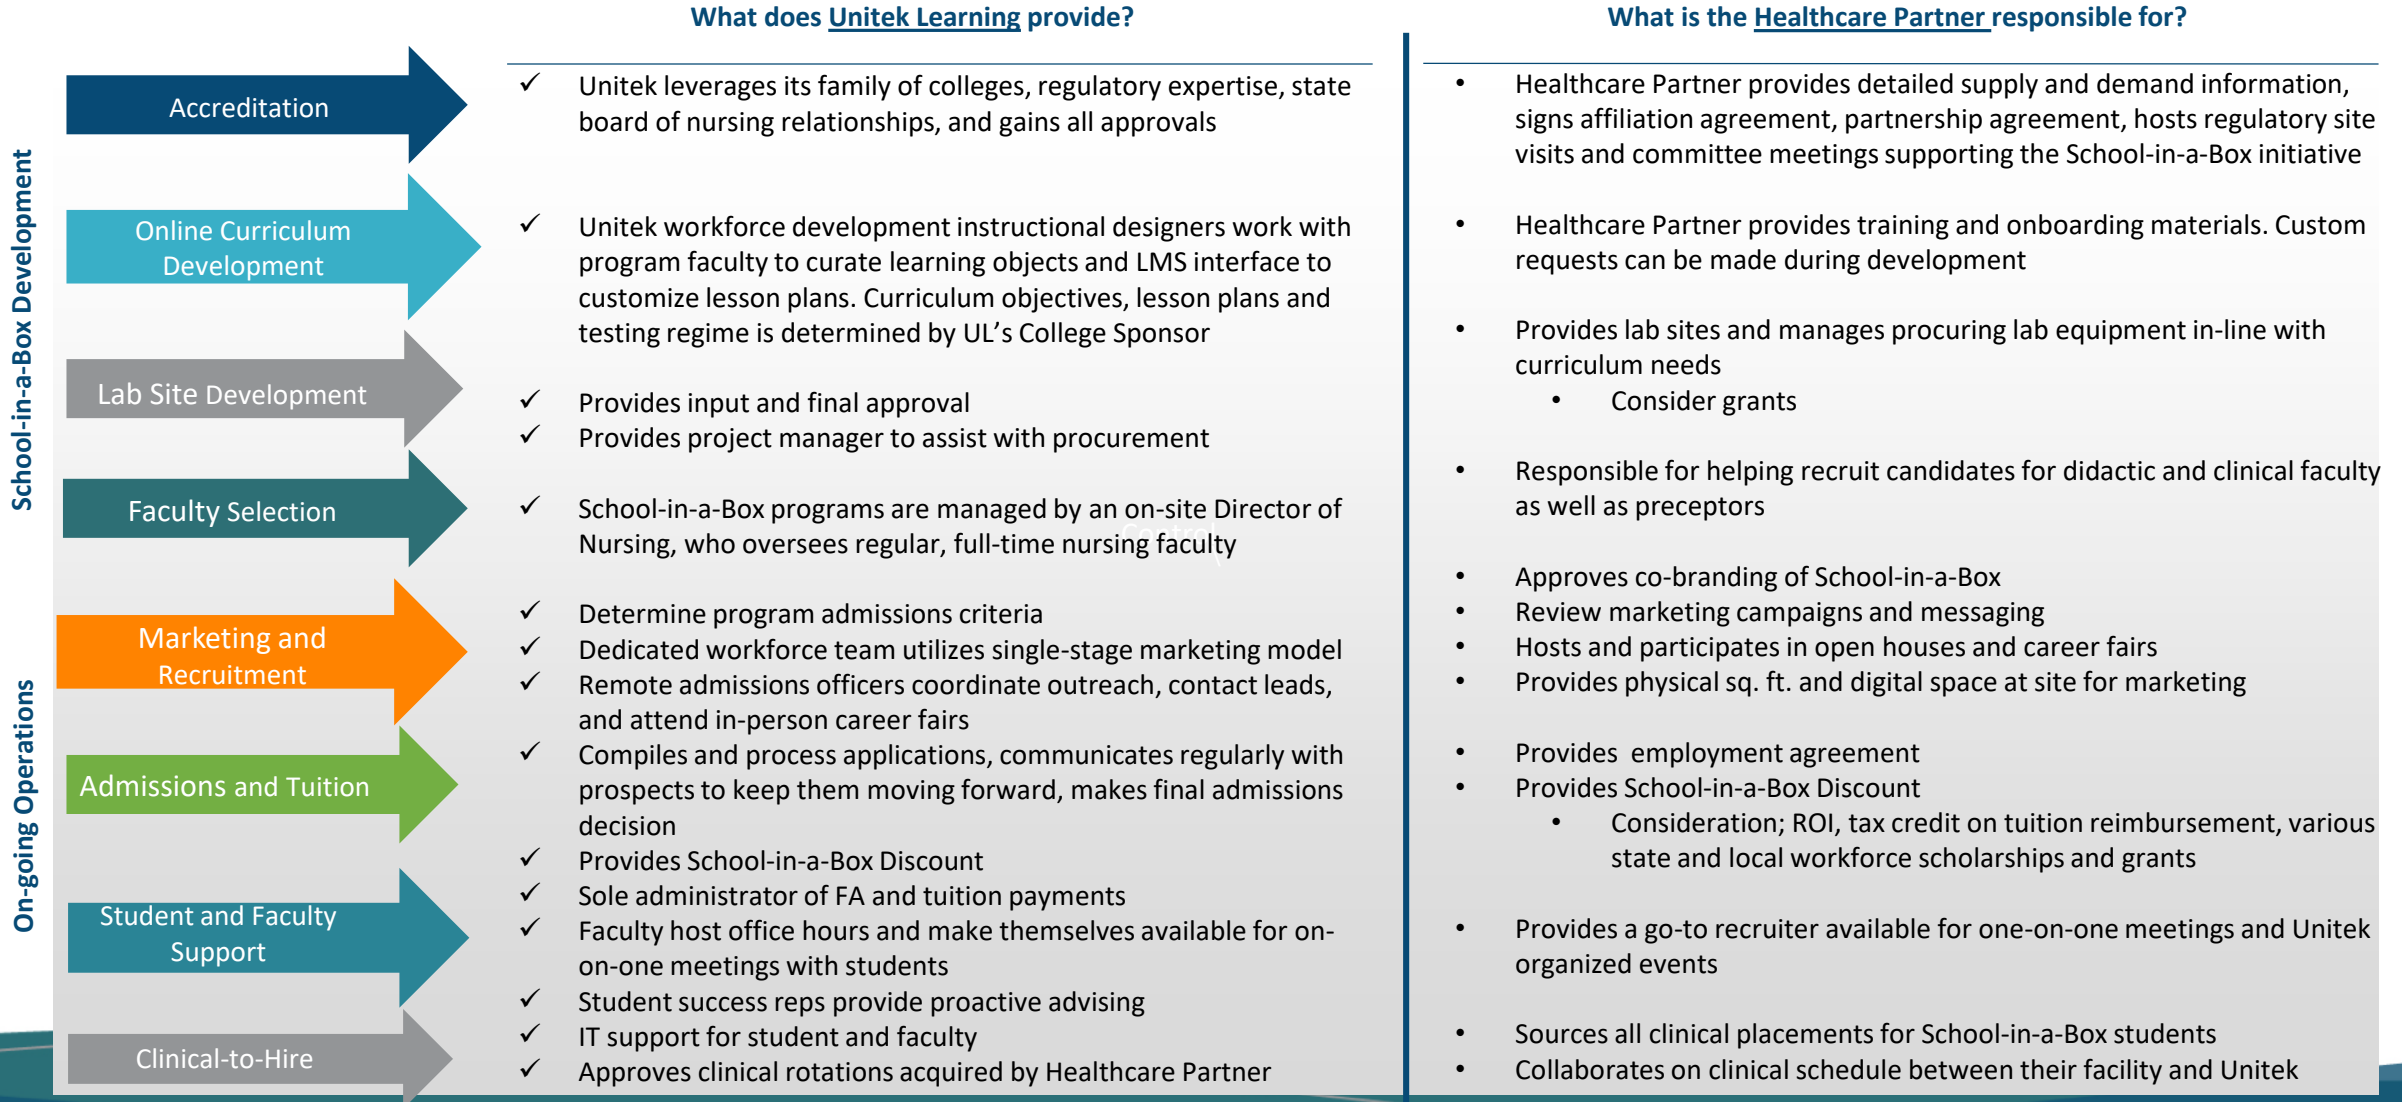 What does Unitek Learning provide?
What is the Healthcare Partner responsible for?
School-in-a-Box Development
On-going Operations
Accreditation
Online Curriculum
Development
Lab Site Development
Faculty Selection
Marketing and
Recruitment
Admissions and Tuition
Student and Faculty
Support
Clinical-to-Hire
✓ Unitek leverages its family of colleges, regulatory expertise, state
board of nursing relationships, and gains all approvals
✓ Unitek workforce development instructional designers work with
program faculty to curate learning objects and LMS interface to
customize lesson plans. Curriculum objectives, lesson plans and
testing regime is determined by UL’s College Sponsor
✓ Provides input and final approval
✓ Provides project manager to assist with procurement
✓ School-in-a-Box programs are managed by an on-site Director of
Nursing, who oversees regular, full-time nursing faculty
Control\
✓ Determine program admissions criteria
✓ Dedicated workforce team utilizes single-stage marketing model
✓ Remote admissions officers coordinate outreach, contact leads,
and attend in-person career fairs
✓ Compiles and process applications, communicates regularly with
prospects to keep them moving forward, makes final admissions
decision
✓ Provides School-in-a-Box Discount
✓ Sole administrator of FA and tuition payments
✓ Faculty host office hours and make themselves available for on-
on-one meetings with students
✓ Student success reps provide proactive advising
✓ IT support for student and faculty
✓ Approves clinical rotations acquired by Healthcare Partner
• Healthcare Partner provides detailed supply and demand information,
signs affiliation agreement, partnership agreement, hosts regulatory site
visits and committee meetings supporting the School-in-a-Box initiative
• Healthcare Partner provides training and onboarding materials. Custom
requests can be made during development
• Provides lab sites and manages procuring lab equipment in-line with
curriculum needs
• Consider grants
• Responsible for helping recruit candidates for didactic and clinical faculty
as well as preceptors
• Approves co-branding of School-in-a-Box
• Review marketing campaigns and messaging
• Hosts and participates in open houses and career fairs
• Provides physical sq. ft. and digital space at site for marketing
• Provides  employment agreement
• Provides School-in-a-Box Discount
• Consideration; ROI, tax credit on tuition reimbursement, various
state and local workforce scholarships and grants
• Provides a go-to recruiter available for one-on-one meetings and Unitek
organized events
• Sources all clinical placements for School-in-a-Box students
• Collaborates on clinical schedule between their facility and Unitek